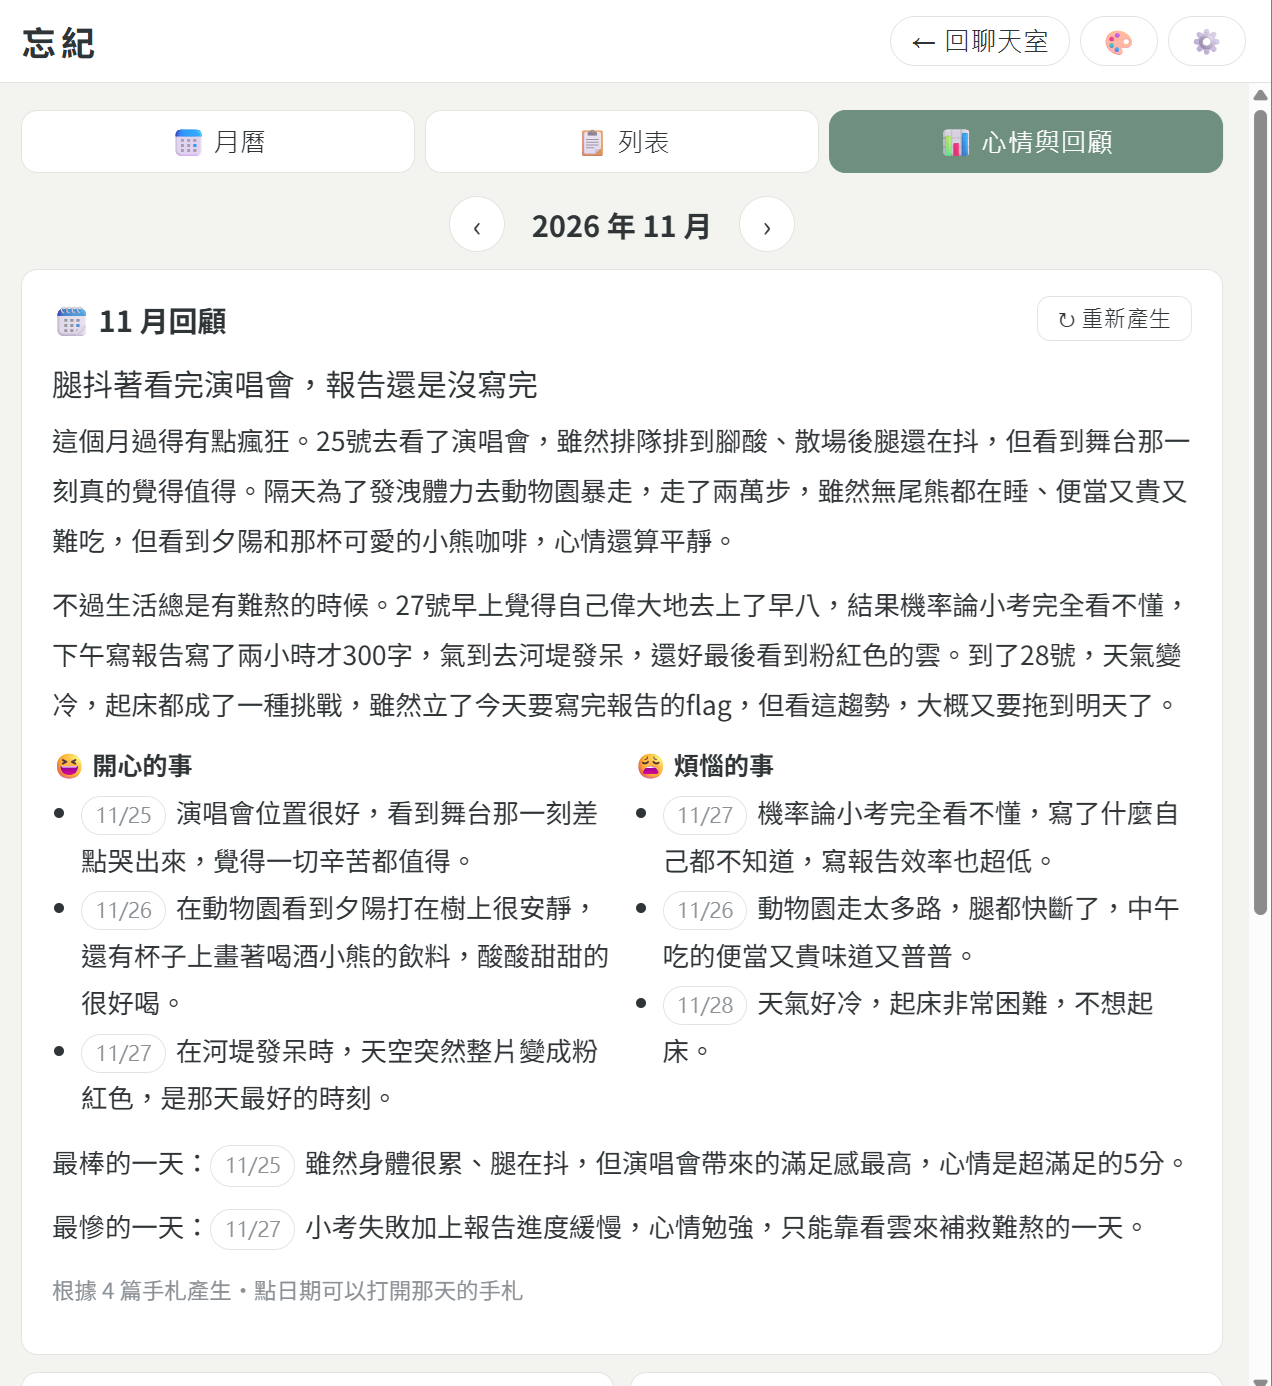 忘紀
← 回聊天室
月曆
列表
心情與回顧
‹ 2026 年 11 月 ›
11 月回顧
↻ 重新產生
腿抖著看完演唱會，報告還是沒寫完
這個月過得有點瘋狂。25號去看了演唱會，雖然排隊排到腳酸、散場後腿還在抖，但看到舞台那一
刻真的覺得值得。隔天為了發洩體力去動物園暴走，走了兩萬步，雖然無尾熊都在睡、便當又貴又
難吃，但看到夕陽和那杯可愛的小熊咖啡，心情還算平靜。
不過生活總是有難熬的時候。27號早上覺得自己偉大地去上了早八，結果機率論小考完全看不懂，
下午寫報告寫了兩小時才300字，氣到去河堤發呆，還好最後看到粉紅色的雲。到了28號，天氣變
冷，起床都成了一種挑戰，雖然立了今天要寫完報告的flag，但看這趨勢，大概又要拖到明天了。
開心的事
11/25 演唱會位置很好，看到舞台那一刻差
點哭出來，覺得一切辛苦都值得。
11/26 在動物園看到夕陽打在樹上很安靜，
還有杯子上畫著喝酒小熊的飲料，酸酸甜甜的
很好喝。
11/27 在河堤發呆時，天空突然整片變成粉
紅色，是那天最好的時刻。
煩惱的事
11/27 機率論小考完全看不懂，寫了什麼自
己都不知道，寫報告效率也超低。
11/26 動物園走太多路，腿都快斷了，中午
吃的便當又貴味道又普普。
11/28 天氣好冷，起床非常困難，不想起
床。
最棒的一天：11/25 雖然身體很累、腿在抖，但演唱會帶來的滿足感最高，心情是超滿足的5分。
最慘的一天：11/27 小考失敗加上報告進度緩慢，心情勉強，只能靠看雲來補救難熬的一天。
根據 4 篇手札產生・點日期可以打開那天的手札